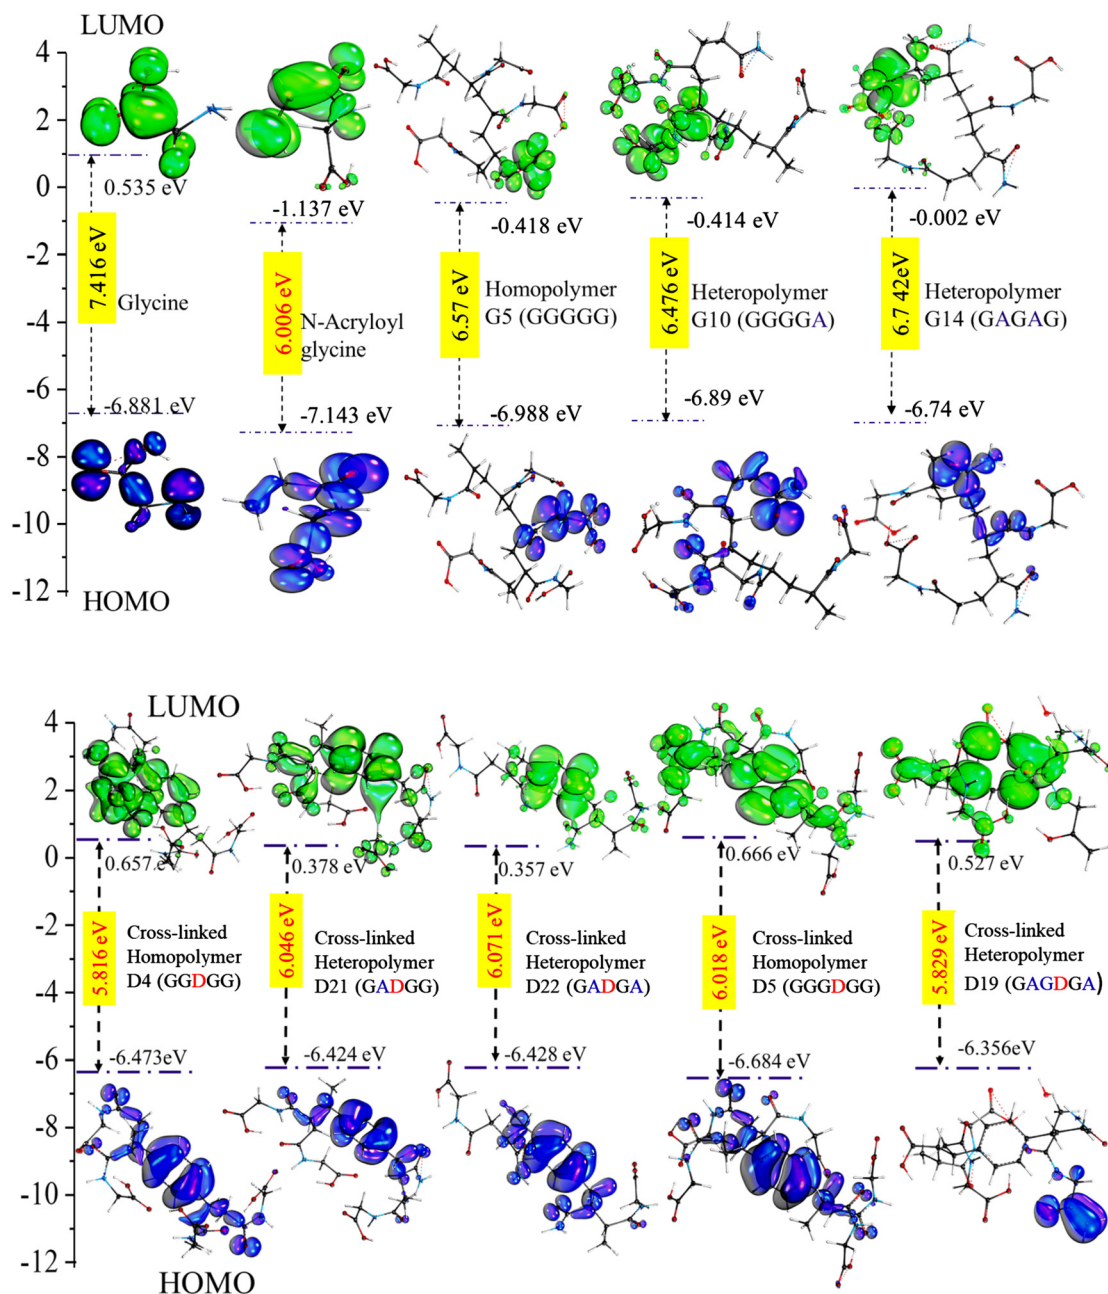 LUMO
4
2
0
-2
-4
-6
-8
-10
-12
HOMO
0.535 eV
7.416 eV
Glycine
-6.881 eV
-1.137 eV
6.006 eV
N-Acryloyl
glycine
-7.143 eV
-0.418 eV
6.57 eV
Homopolymer
G5 (GGGGG)
-6.988 eV
-0.414 eV
6.476 eV
Heteropolymer
G10 (GGGGA)
-6.89 eV
-0.002 eV
6.7 42eV
Heteropolymer
G14 (GAGAG)
-6.74 eV
LUMO
4
2
0
-2
-4
-6
-8
-10
-12
HOMO
0.657
5.816 eV
Cross-linked
Homopolymer
D4 (GGDGG)
-6.473eV
0.378 eV
6.046 eV
Cross-linked
Heteropolymer
D21 (GADGG)
-6.424 eV
0.357 eV
6.071 eV
Cross-linked
Heteropolymer
D22 (GADGA)
-6.428 eV
0.666 eV
6.018 eV
Cross-linked
Homopolymer
D5 (GGGDGG)
-6.684 eV
0.527 eV
5.829 eV
Cross-linked
Heteropolymer
D19 (GAGDGA)
-6.356eV